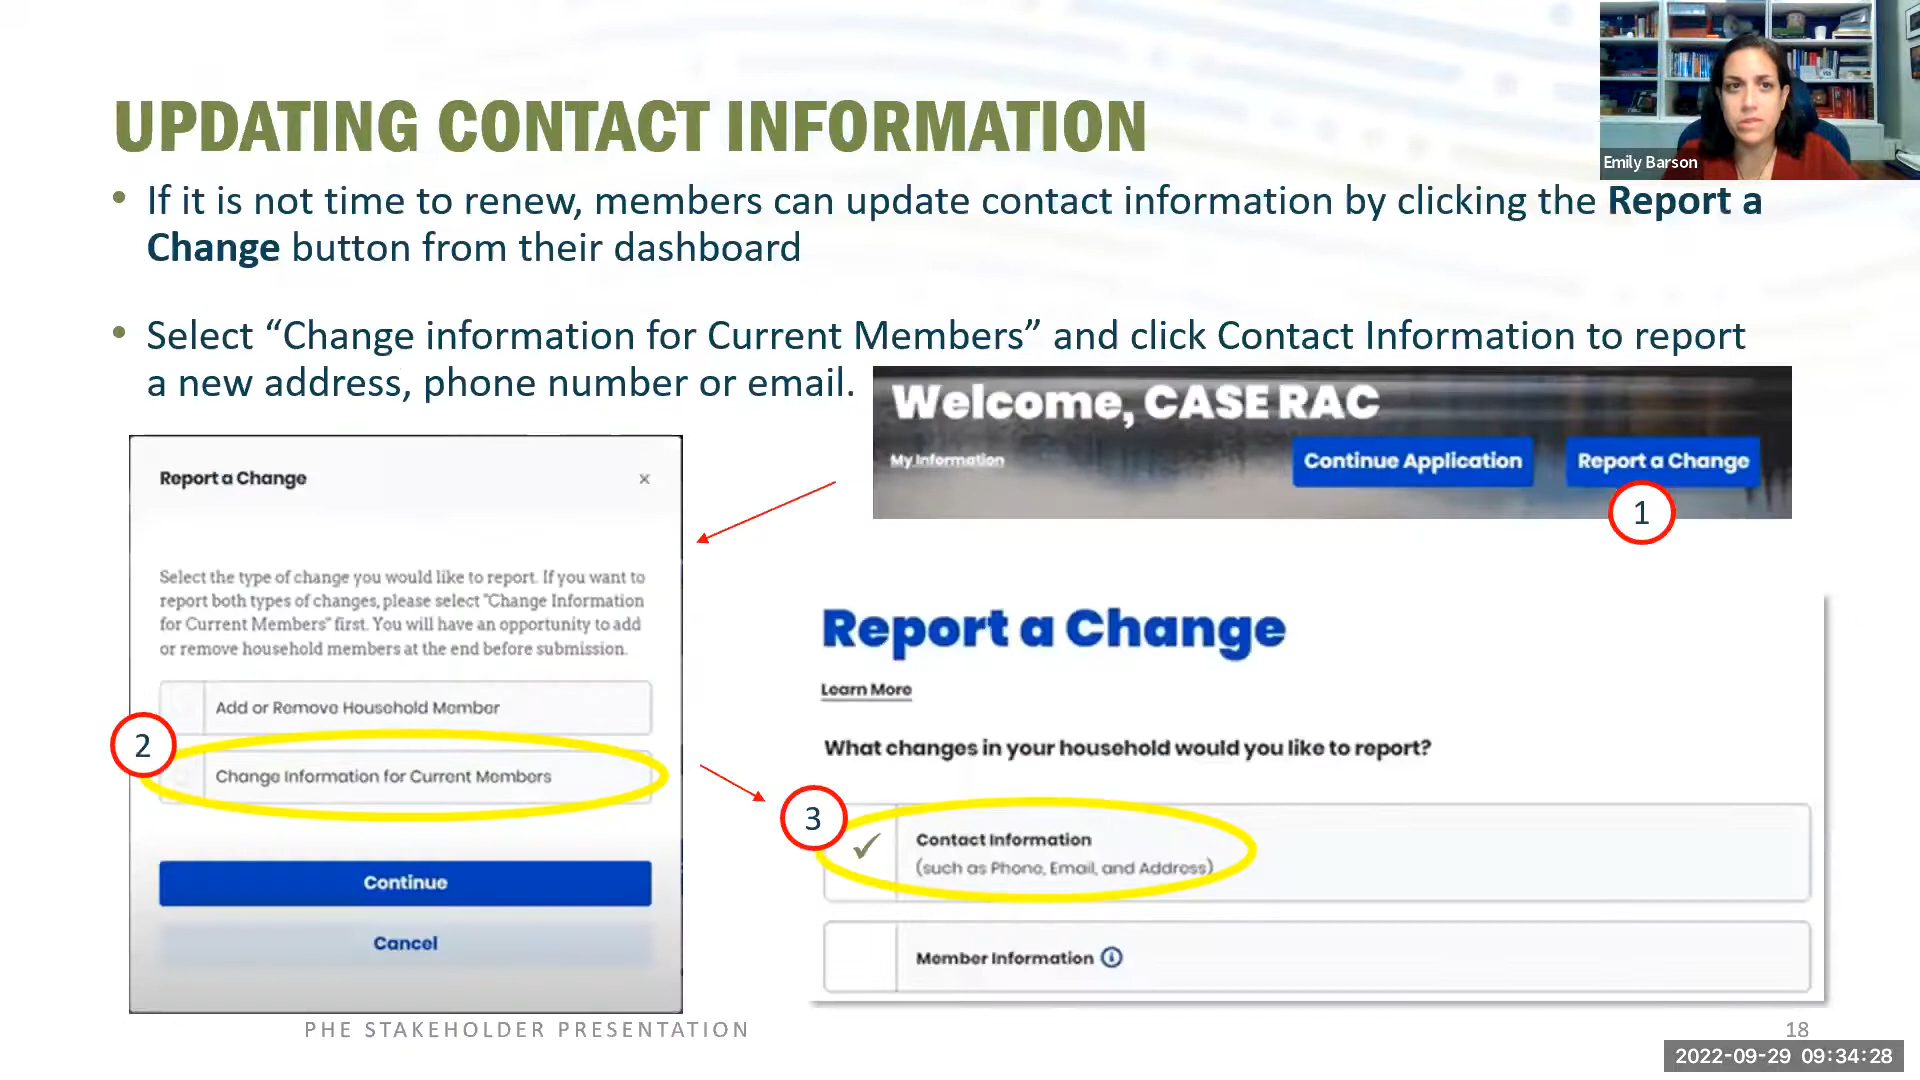 Emily Barson
UPDATING CONTACT INFORMATION
• If it is not time to renew, members can update contact information by clicking the Report a
Change button from their dashboard
• Select “Change information for Current Members” and click Contact Information to report
a new address, phone number or email.
Welcome, CASE RAC
My Information
Continue Application
Report a Change
1
Report a Change
×
Select the type of change you would like to report. If you want to
report both types of changes, please select "Change Information
for Current Members" first. You will have an opportunity to add
or remove household members at the end before submission.
Add or Remove Household Member
2
Change Information for Current Members
Continue
Cancel
Report a Change
Learn More
What changes in your household would you like to report?
3
Contact Information
(such as Phone, Email, and Address)
Member Information
PHE STAKEHOLDER PRESENTATION
18
2022-09-29 09:34:28